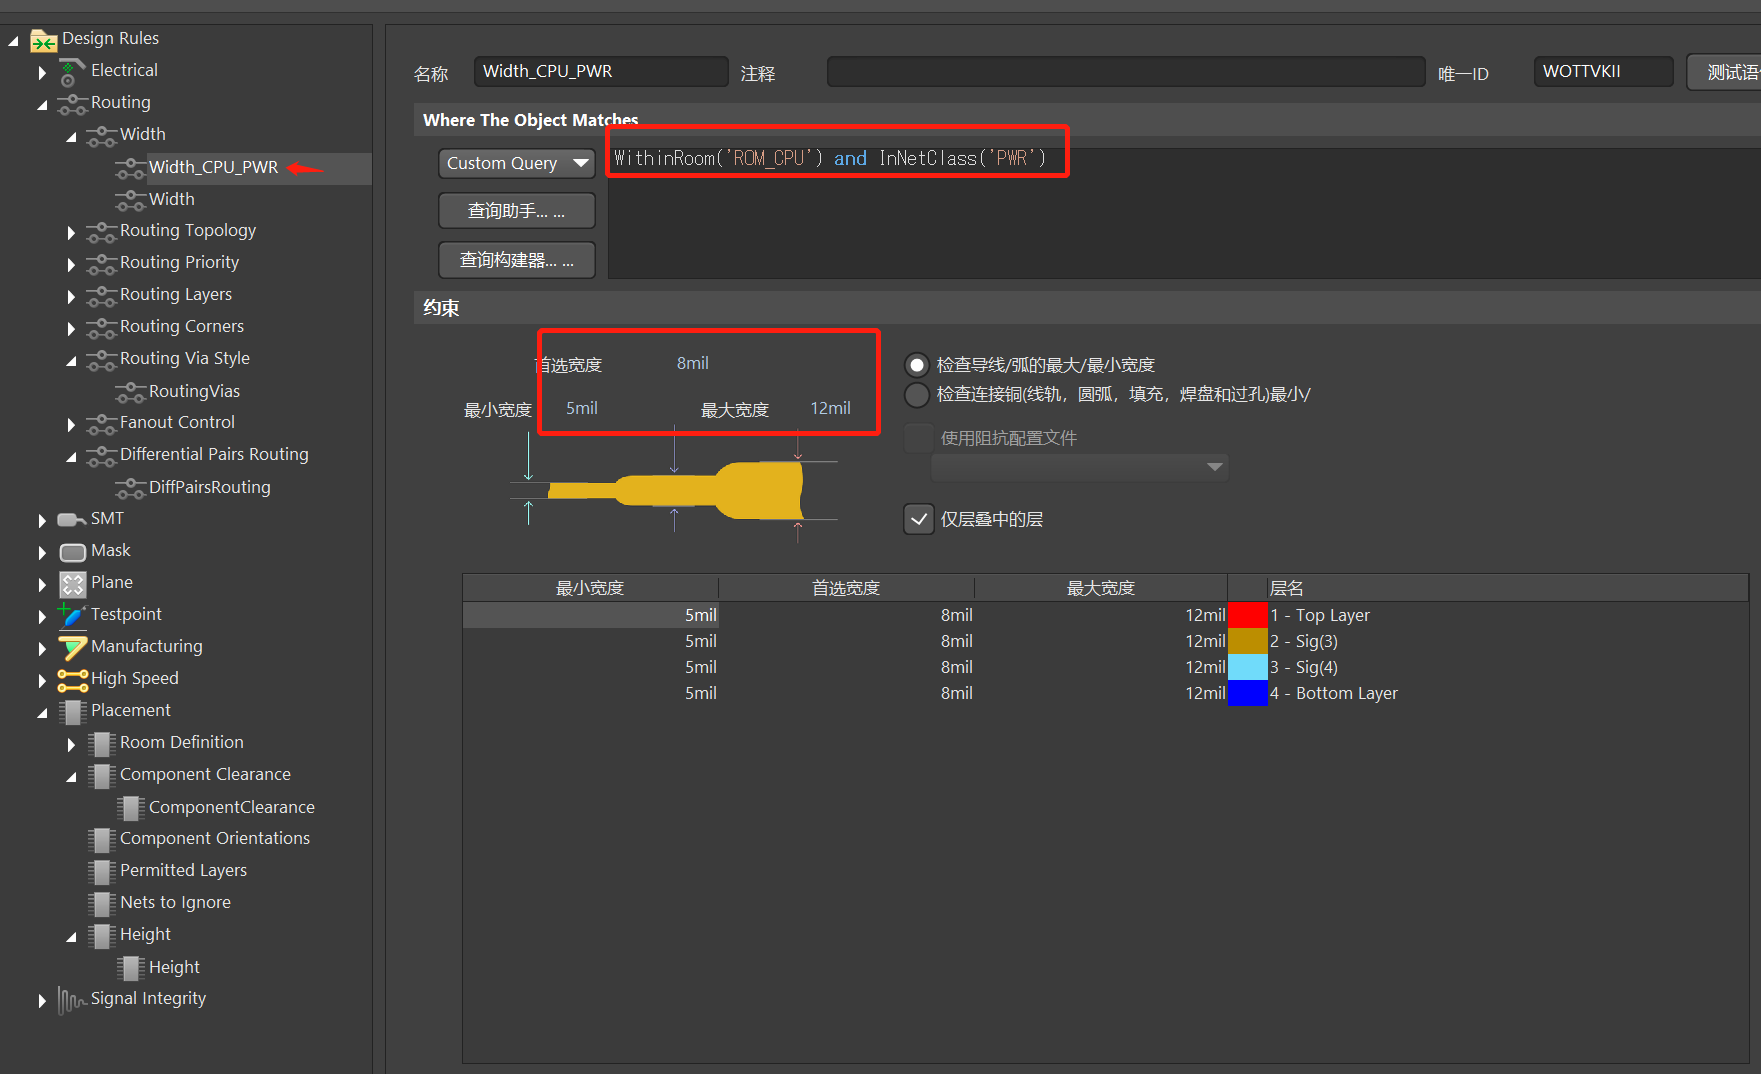 Design Rules
Electrical
Routing
Width
Width_CPU_PWR
Width
Routing Topology
Routing Priority
Routing Layers
Routing Corners
Routing Via Style
RoutingVias
Fanout Control
Differential Pairs Routing
DiffPairsRouting
SMT
Mask
Plane
Testpoint
Manufacturing
High Speed
Placement
Room Definition
Component Clearance
ComponentClearance
Component Orientations
Permitted Layers
Nets to Ignore
Height
Height
Signal Integrity
名称 Width_CPU_PWR 注释 唯一ID WOTTVKII 测试语
Where The Object Matches
Custom Query WithinRoom('ROM_CPU') and InNetClass('PWR')
查询助手... ...
查询构建器... ...
约束
首选宽度 8mil
最小宽度 5mil 最大宽度 12mil
检查导线/弧的最大/最小宽度
检查连接铜(线轨，圆弧，填充，焊盘和过孔)最小/
使用阻抗配置文件
仅层叠中的层
最小宽度 首选宽度 最大宽度 层名
5mil 8mil 12mil 1 - Top Layer
5mil 8mil 12mil 2 - Sig(3)
5mil 8mil 12mil 3 - Sig(4)
5mil 8mil 12mil 4 - Bottom Layer